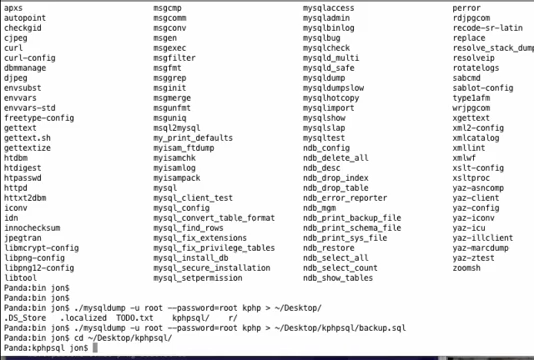 apxs msgcmp mysqlaccess perror
autopoint msgcomm mysqladmin rdjpgcom
checkgid msgconv mysqlbinlog recode-sr-latin
cjpeg msgen mysqlbug replace
curl msgexec mysqlcheck resolve_stack_dump
curl-config msgfilter mysqld_multi resolveip
dbmmanage msgfmt mysqld_safe rotatelogs
djpeg msggrep mysqldump sabcmd
envsubst msginit mysqldumpslow sablot-config
envvars msgmerge mysqlhotcopy type1afm
envvars-std msgunfmt mysqlimport wrjpgcom
freetype-config msguniq mysqlshow xgettext
gettext msql2mysql mysqlslap xml2-config
gettext.sh my_print_defaults mysqltest xmlcatalog
gettextize myisam_ftdump ndb_config xmllint
htdbm myisamchk ndb_delete_all xmlwf
htdigest myisamlog ndb_desc xslt-config
htpasswd myisampack ndb_drop_index xsltproc
httpd mysql ndb_drop_table yaz-asncomp
httxt2dbm mysql_client_test ndb_error_reporter yaz-client
iconv mysql_config ndb_mgm yaz-config
idn mysql_convert_table_format ndb_print_backup_file yaz-iconv
innochecksum mysql_find_rows ndb_print_schema_file yaz-icu
jpegtran mysql_fix_extensions ndb_print_sys_file yaz-illclient
libmcrypt-config mysql_fix_privilege_tables ndb_restore yaz-marcdump
libpng-config mysql_install_db ndb_select_all yaz-ztest
libpng12-config mysql_secure_installation ndb_select_count zoomsh
libtool mysql_setpermission ndb_show_tables
Panda:bin jon$
Panda:bin jon$
Panda:bin jon$ ./mysqldump -u root --password=root kphp > ~/Desktop/
.DS_Store .localized TODO.txt kphpsql/ r/
Panda:bin jon$ ./mysqldump -u root --password=root kphp > ~/Desktop/kphpsql/backup.sql
Panda:bin jon$ cd ~/Desktop/kphpsql/
Panda:kphpsql jon$